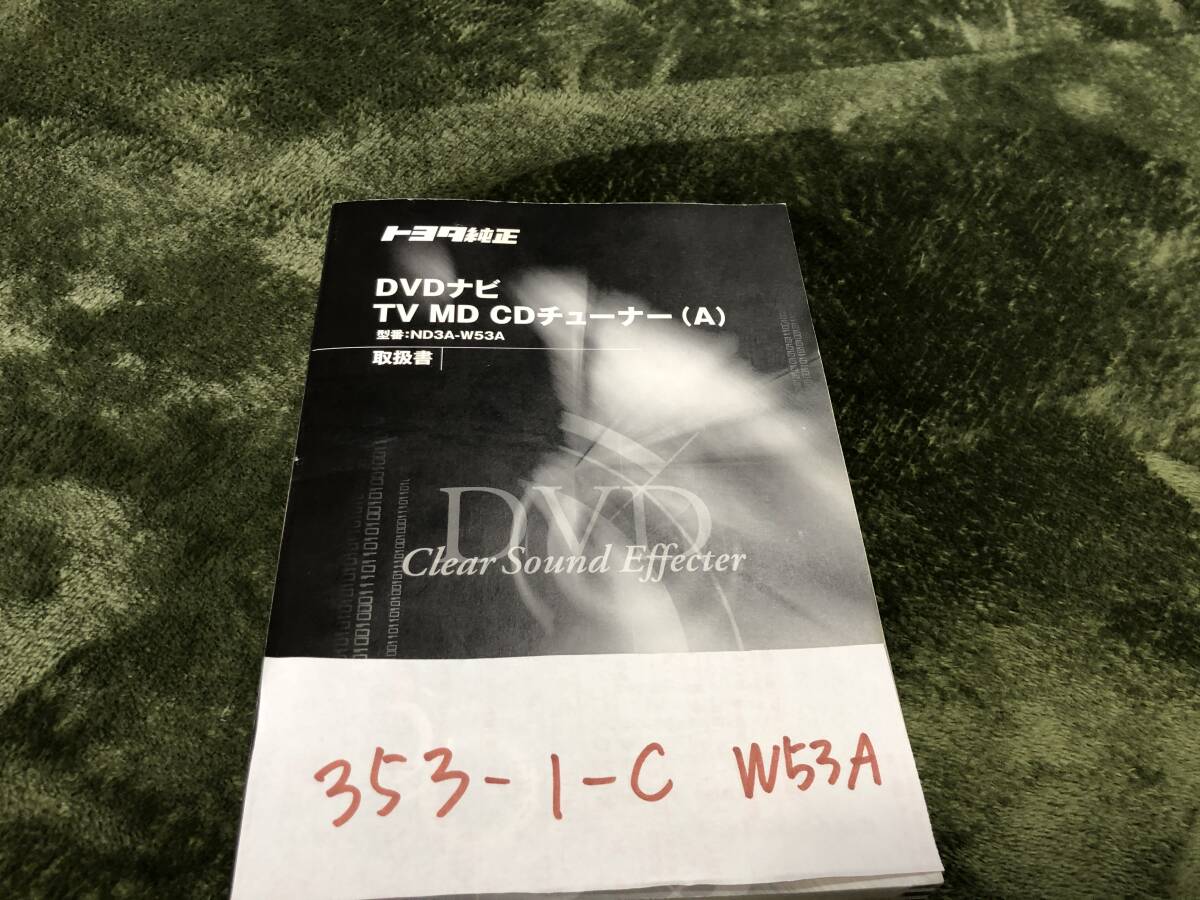 トヨタ純正
DVDナビ
TV MD CDチューナー(A)
型番:ND3A-W53A
取扱書
DVD
Clear Sound Effecter
353-1-C W53A